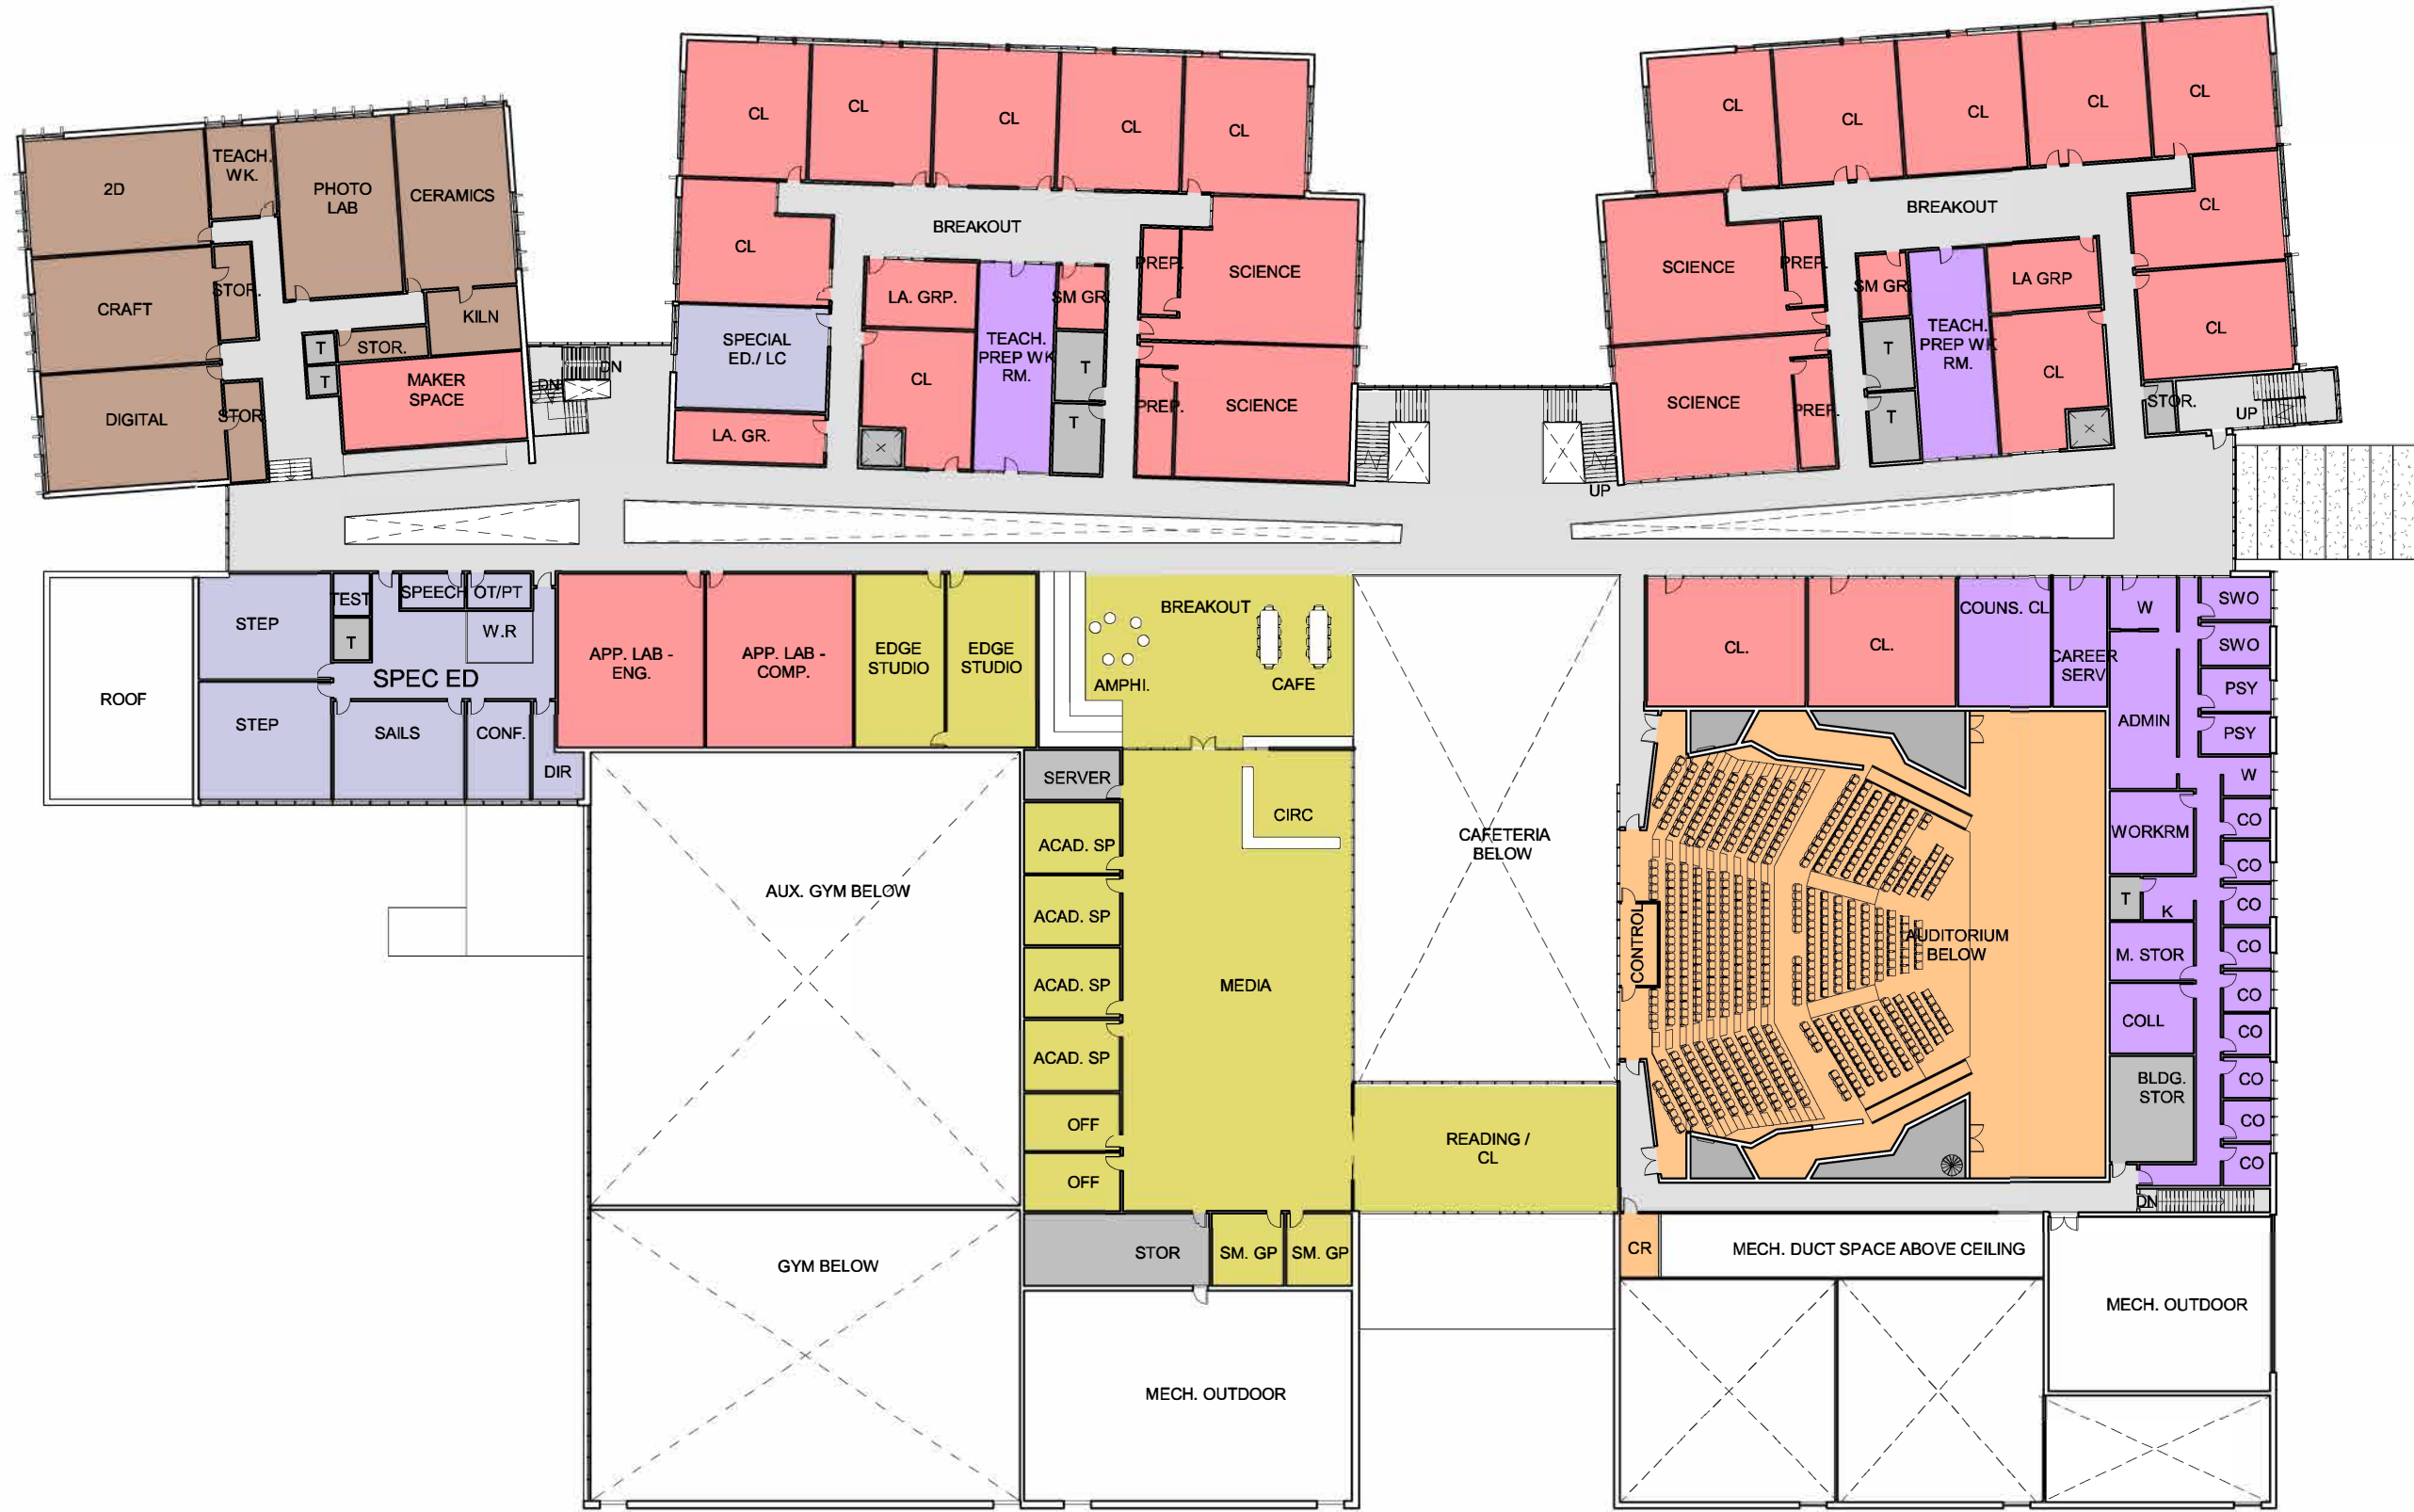 2D
TEACH.
WK.
PHOTO
LAB
CERAMICS
CRAFT
STOR.
KILN
T
STOR.
T
MAKER
SPACE
DIGITAL
STOR
DN
DN
CL
CL
CL
CL
CL
CL
BREAKOUT
LA. GRP.
SM GR.
PREP.
SCIENCE
SPECIAL
ED./ LC
TEACH.
PREP WK
RM.
CL
T
T
PREP.
SCIENCE
LA. GR.
CL
CL
CL
CL
CL
BREAKOUT
CL
SCIENCE
PREP.
SM GR.
LA GRP
CL
TEACH.
PREP WK
RM.
T
CL
SCIENCE
PREP.
T
STOR.
UP
UP
ROOF
STEP
TEST
SPEECH
OT/PT
T
W.R
SPEC ED
STEP
SAILS
CONF.
DIR
APP. LAB -
ENG.
APP. LAB -
COMP.
EDGE
STUDIO
EDGE
STUDIO
BREAKOUT
AMPHI.
CAFE
CL.
CL.
COUNS. CL
CAREER
SERV
W
SWO
SWO
PSY
ADMIN
PSY
W
SERVER
CIRC
ACAD. SP
ACAD. SP
ACAD. SP
ACAD. SP
OFF
OFF
MEDIA
AUX. GYM BELOW
CAFETERIA
BELOW
CONTROL
AUDITORIUM
BELOW
WORKRM
CO
CO
T
K
CO
M. STOR
CO
COLL
CO
CO
BLDG.
STOR
CO
CO
CO
DN
READING /
CL
STOR
SM. GP
SM. GP
GYM BELOW
CR
MECH. DUCT SPACE ABOVE CEILING
MECH. OUTDOOR
MECH. OUTDOOR